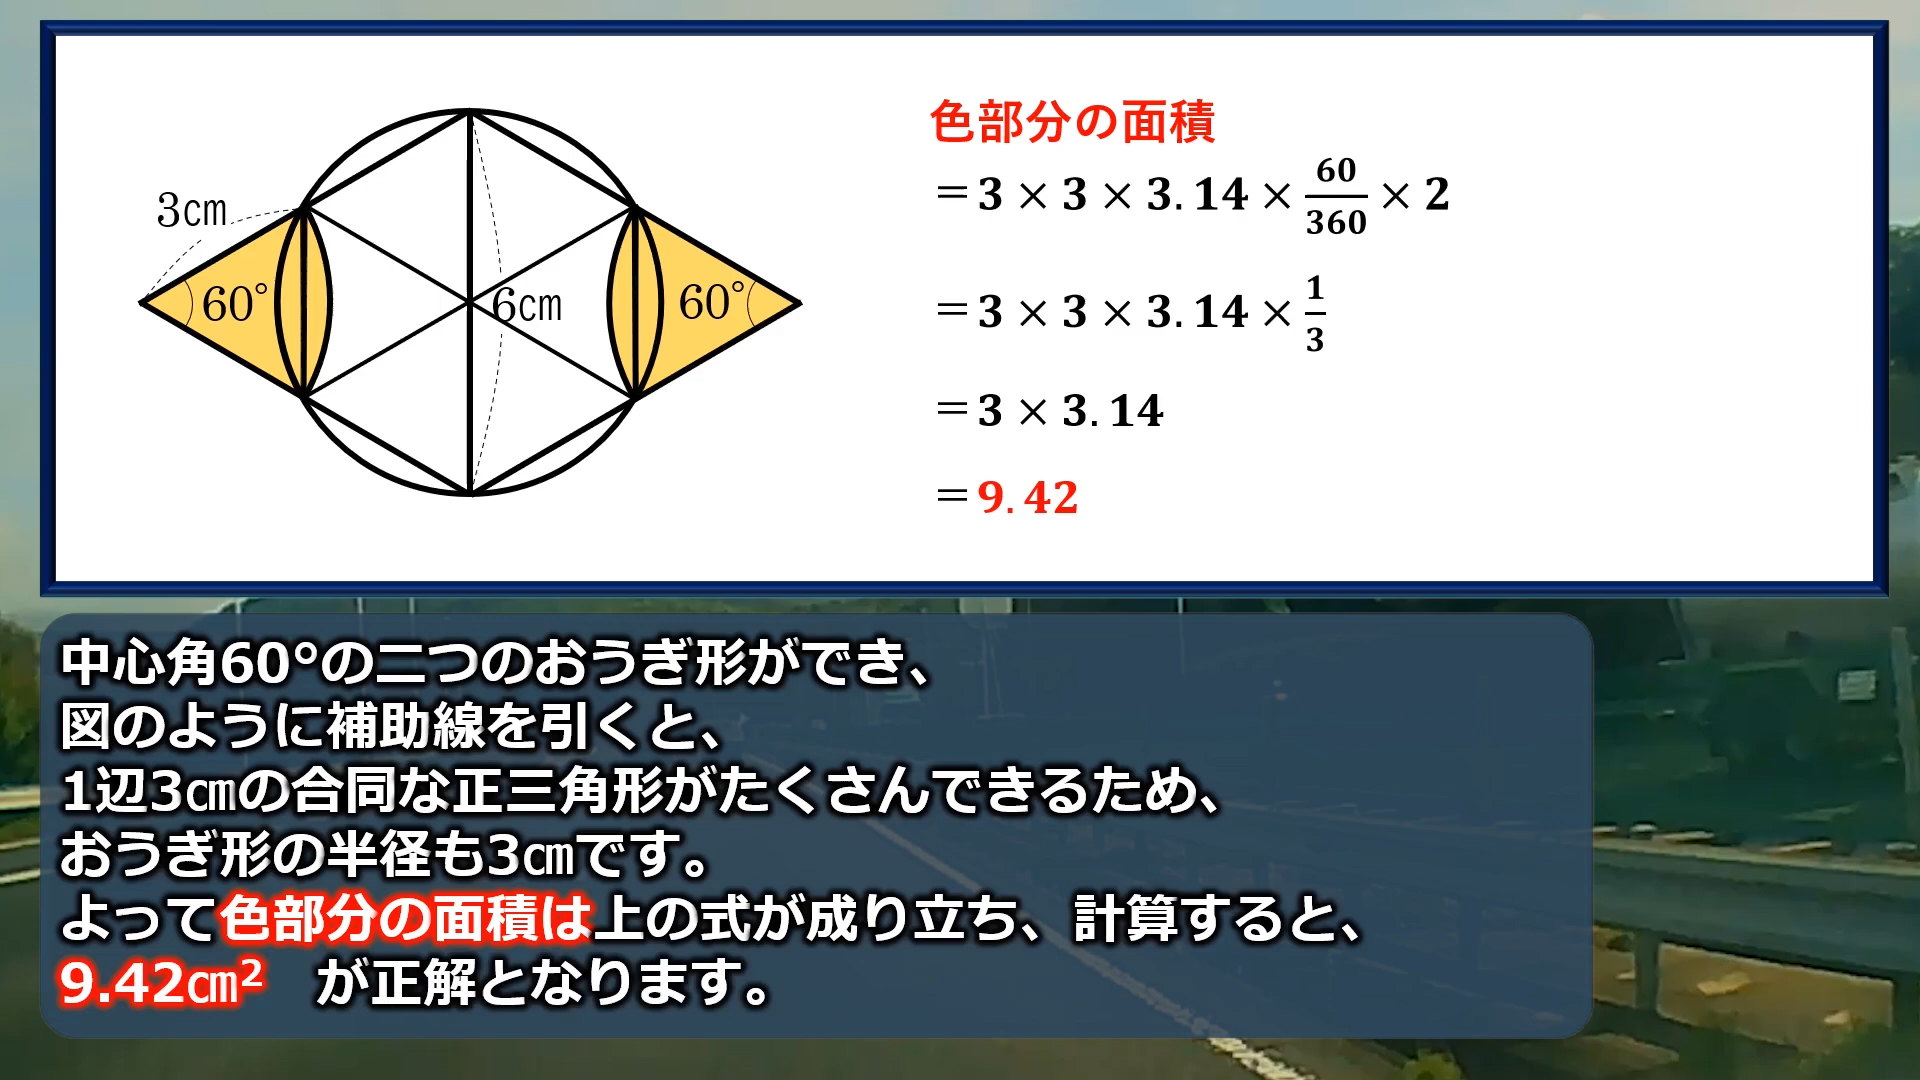 色部分の面積
3cm
=3×3×3.14×60/360×2
60°
6cm
60°
=3×3×3.14×1/3
=3×3.14
=9.42
中心角60°の二つのおうぎ形ができ、
図のように補助線を引くと、
1辺3㎝の合同な正三角形がたくさんできるため、
おうぎ形の半径も3㎝です。
よって色部分の面積は上の式が成り立ち、計算すると、
9.42㎝² が正解となります。